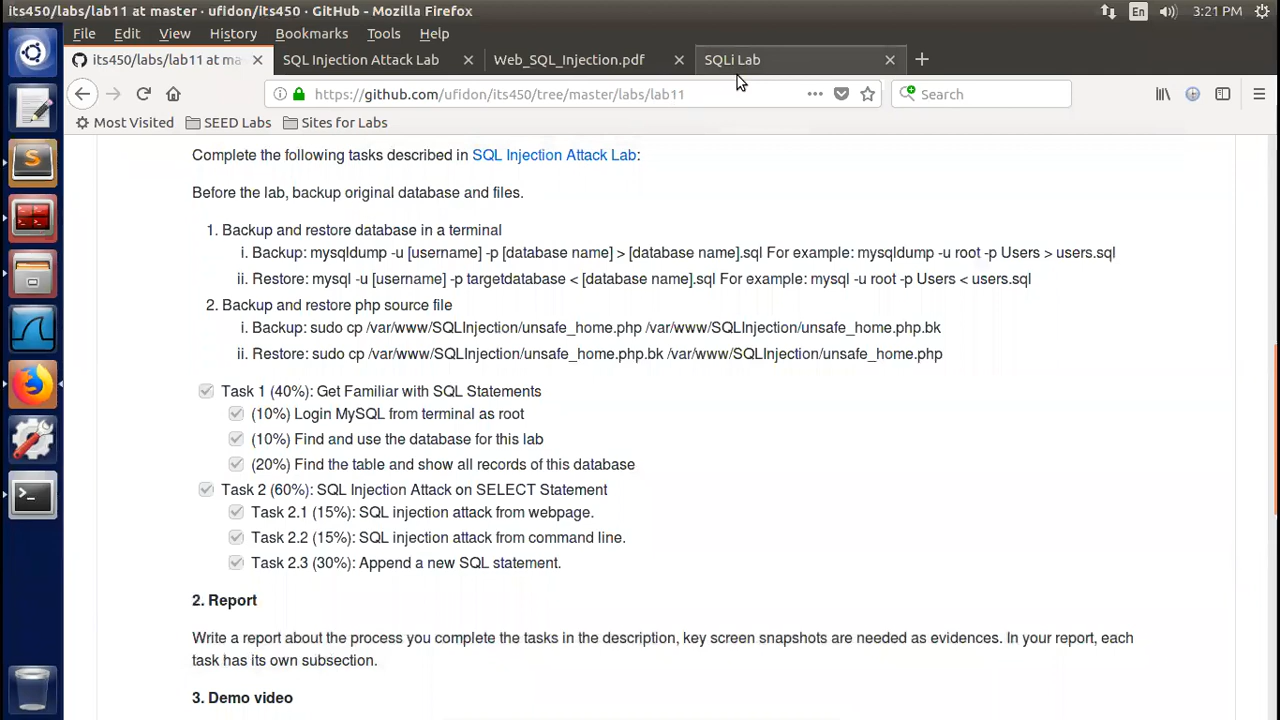 its450/labs/lab11 at master · ufidon/its450 · GitHub - Mozilla Firefox
En
3:21 PM
File Edit View History Bookmarks Tools Help
its450/labs/lab11 at ma
SQL Injection Attack Lab
Web_SQL_Injection.pdf
SQLi Lab
https://github.com/ufidon/its450/tree/master/labs/lab11
Search
Most Visited
SEED Labs
Sites for Labs
Complete the following tasks described in SQL Injection Attack Lab:
Before the lab, backup original database and files.
1. Backup and restore database in a terminal
i. Backup: mysqldump -u [username] -p [database name] > [database name].sql For example: mysqldump -u root -p Users > users.sql
ii. Restore: mysql -u [username] -p targetdatabase < [database name].sql For example: mysql -u root -p Users < users.sql
2. Backup and restore php source file
i. Backup: sudo cp /var/www/SQLInjection/unsafe_home.php /var/www/SQLInjection/unsafe_home.php.bk
ii. Restore: sudo cp /var/www/SQLInjection/unsafe_home.php.bk /var/www/SQLInjection/unsafe_home.php
Task 1 (40%): Get Familiar with SQL Statements
(10%) Login MySQL from terminal as root
(10%) Find and use the database for this lab
(20%) Find the table and show all records of this database
Task 2 (60%): SQL Injection Attack on SELECT Statement
Task 2.1 (15%): SQL injection attack from webpage.
Task 2.2 (15%): SQL injection attack from command line.
Task 2.3 (30%): Append a new SQL statement.
2. Report
Write a report about the process you complete the tasks in the description, key screen snapshots are needed as evidences. In your report, each
task has its own subsection.
3. Demo video